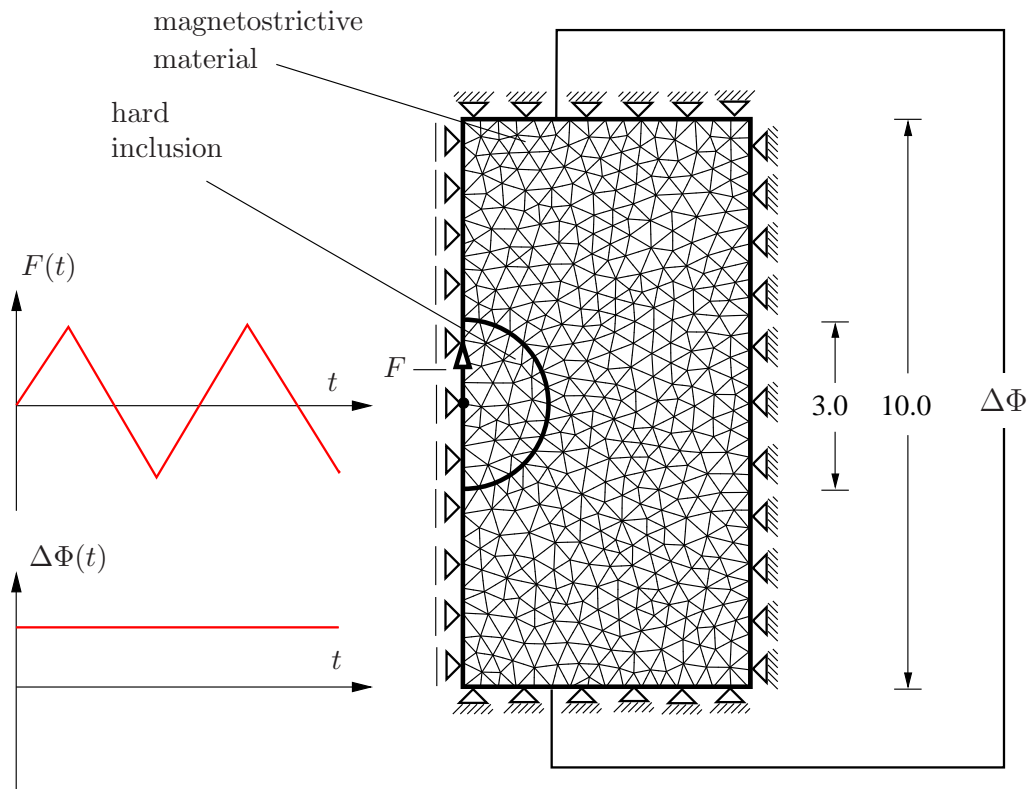 magnetostrictive
material
hard
inclusion
F(t)
t
F
3.0
10.0
ΔΦ
ΔΦ(t)
t